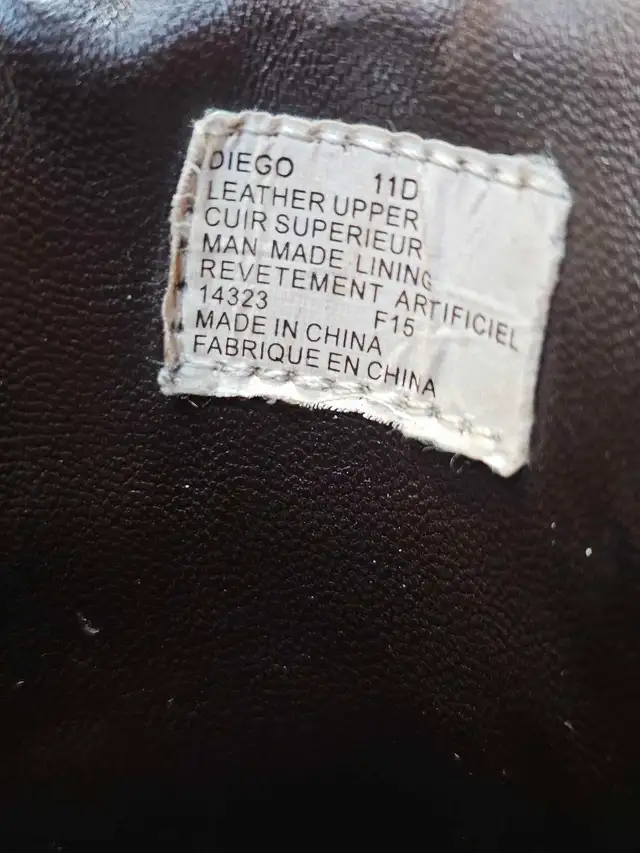 DIEGO 11D
LEATHER UPPER
CUIR SUPERIEUR
MAN MADE LINING
REVETEMENT ARTIFICIEL
14323 F15
MADE IN CHINA
FABRIQUE EN CHINA